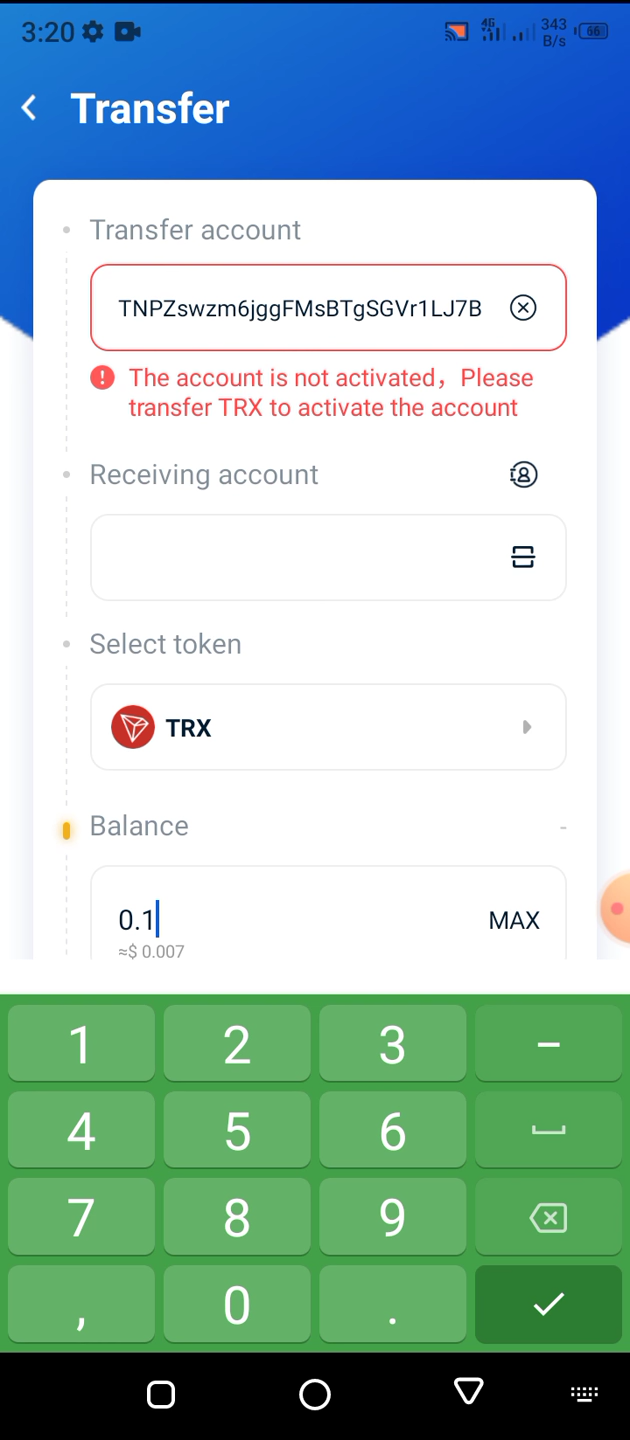 3:20 4G 343 B/s 66
Transfer
Transfer account
TNPZswzm6jggFMsBTgSGVr1LJ7B
The account is not activated，Please
transfer TRX to activate the account
Receiving account
Select token
TRX
Balance -
0.1 MAX
≈$ 0.007
1 2 3 −
4 5 6
7 8 9
, 0 .